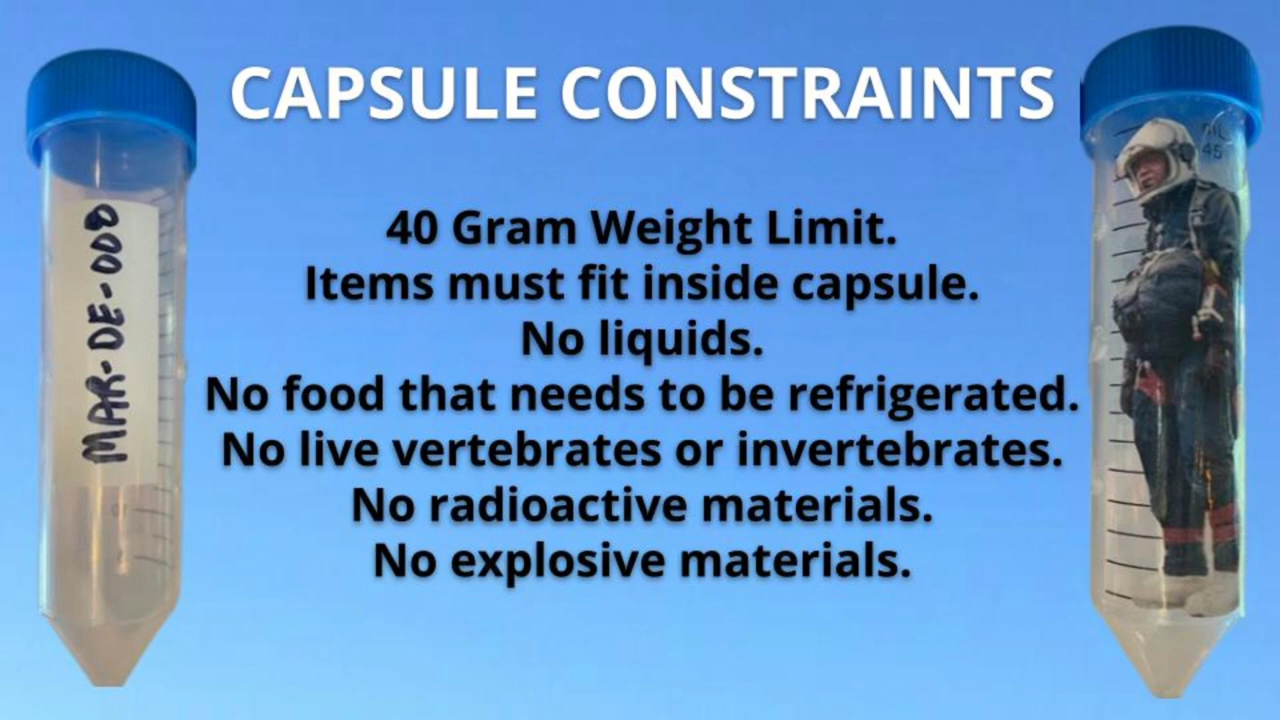 CAPSULE CONSTRAINTS
40 Gram Weight Limit.
Items must fit inside capsule.
No liquids.
No food that needs to be refrigerated.
No live vertebrates or invertebrates.
No radioactive materials.
No explosive materials.
MAR-DE-008
45